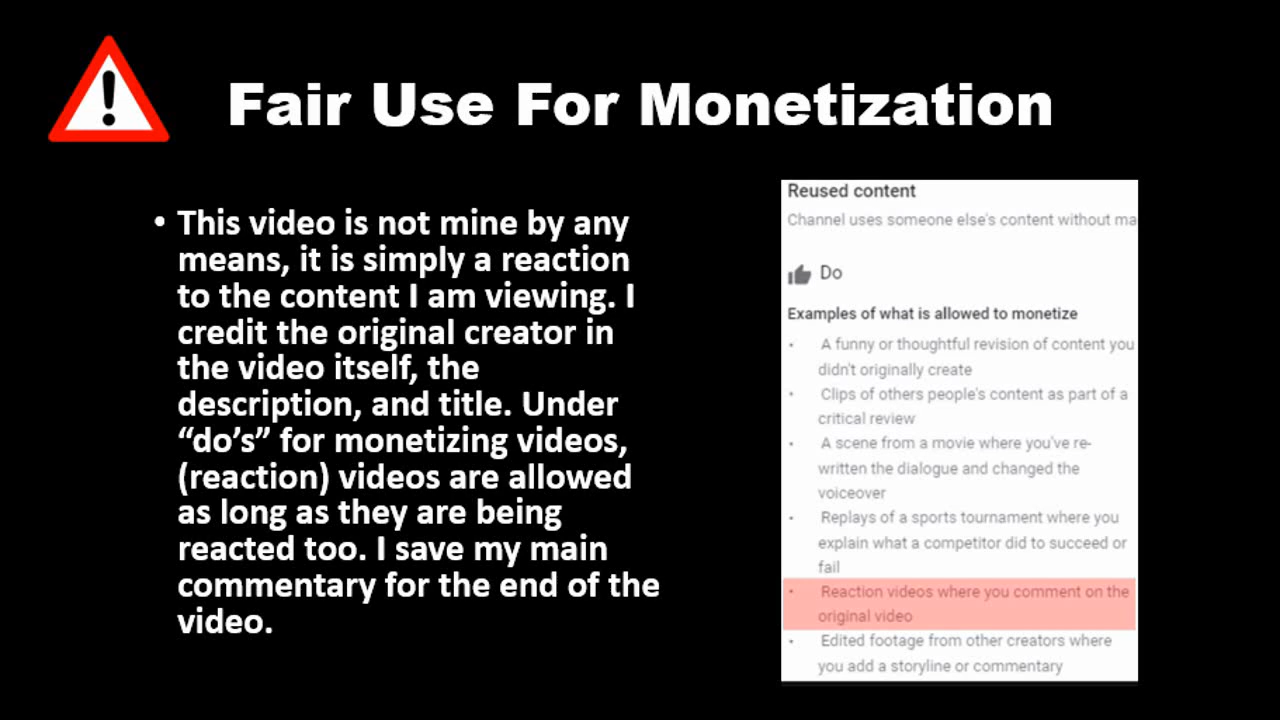 Fair Use For Monetization
• This video is not mine by any
means, it is simply a reaction
to the content I am viewing. I
credit the original creator in
the video itself, the
description, and title. Under
“do’s” for monetizing videos,
(reaction) videos are allowed
as long as they are being
reacted too. I save my main
commentary for the end of the
video.
Reused content
Channel uses someone else's content without ma
Do
Examples of what is allowed to monetize
• A funny or thoughtful revision of content you
didn't originally create
• Clips of others people's content as part of a
critical review
• A scene from a movie where you've re-
written the dialogue and changed the
voiceover
• Replays of a sports tournament where you
explain what a competitor did to succeed or
fail
• Reaction videos where you comment on the
original video
• Edited footage from other creators where
you add a storyline or commentary